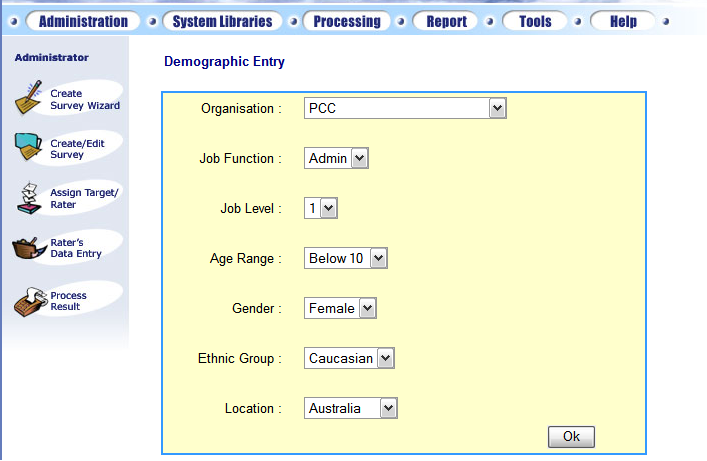 Administration System Libraries Processing Report Tools Help
Administrator
Create
Survey Wizard
Create/Edit
Survey
Assign Target/
Rater
Rater's
Data Entry
Process
Result
Demographic Entry
Organisation : PCC
Job Function : Admin
Job Level : 1
Age Range : Below 10
Gender : Female
Ethnic Group : Caucasian
Location : Australia
Ok